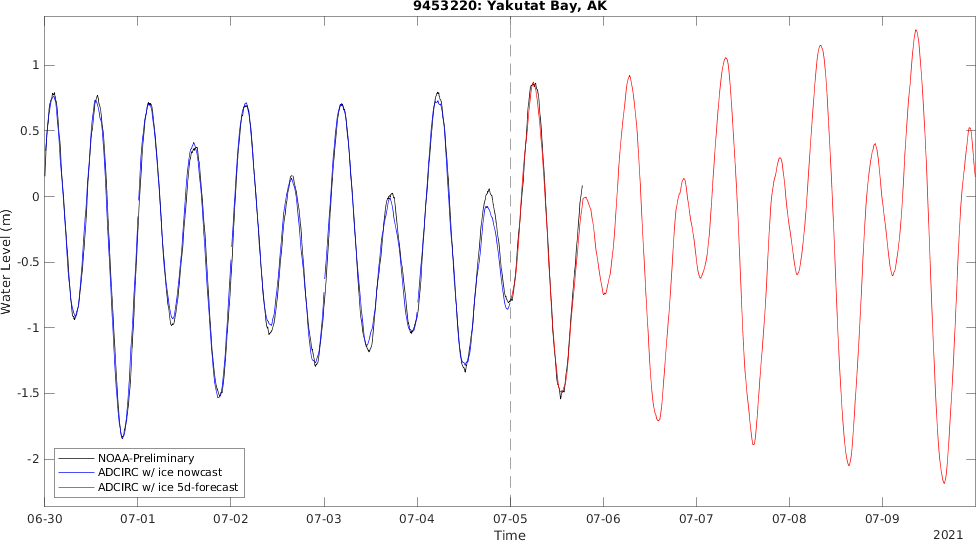 9453220: Yakutat Bay, AK
Water Level (m)
1
0.5
0
-0.5
-1
-1.5
-2
NOAA-Preliminary
ADCIRC w/ ice nowcast
ADCIRC w/ ice 5d-forecast
06-30 07-01 07-02 07-03 07-04 07-05 07-06 07-07 07-08 07-09
Time
2021